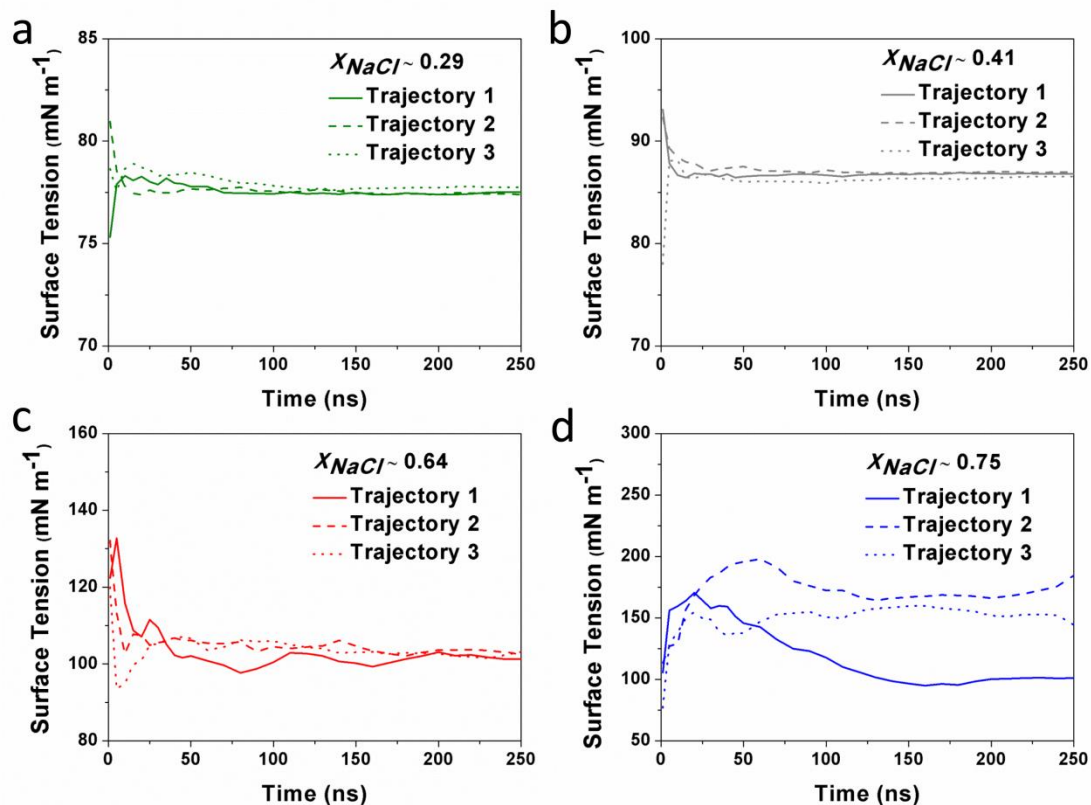 a
X_NaCl ~ 0.29
Trajectory 1
Trajectory 2
Trajectory 3
Surface Tension (mN m⁻¹)
85
80
75
70
0 50 100 150 200 250
Time (ns)
b
X_NaCl ~ 0.41
Trajectory 1
Trajectory 2
Trajectory 3
Surface Tension (mN m⁻¹)
100
90
80
70
0 50 100 150 200 250
Time (ns)
c
X_NaCl ~ 0.64
Trajectory 1
Trajectory 2
Trajectory 3
Surface Tension (mN m⁻¹)
160
140
120
100
80
0 50 100 150 200 250
Time (ns)
d
X_NaCl ~ 0.75
Trajectory 1
Trajectory 2
Trajectory 3
Surface Tension (mN m⁻¹)
300
250
200
150
100
50
0 50 100 150 200 250
Time (ns)